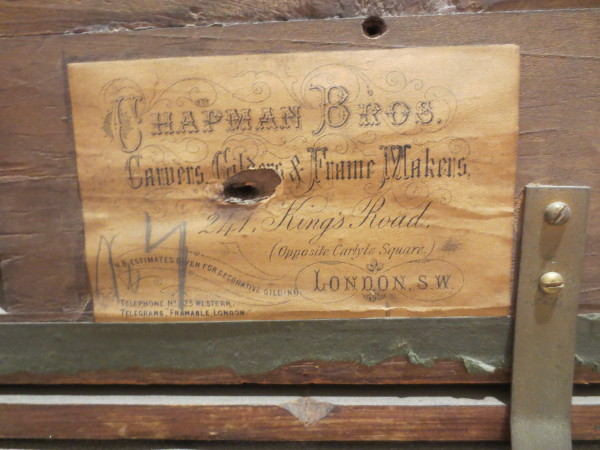 Chapman Bros.
Carvers, Gilders & Frame Makers,
241, King's Road.
(Opposite Carlyle Square.)
London, S.W.
N.B. ESTIMATES GIVEN FOR DECORATIVE GILDING.
TELEPHONE No 725 WESTERN.
TELEGRAMS, FRAMABLE, LONDON